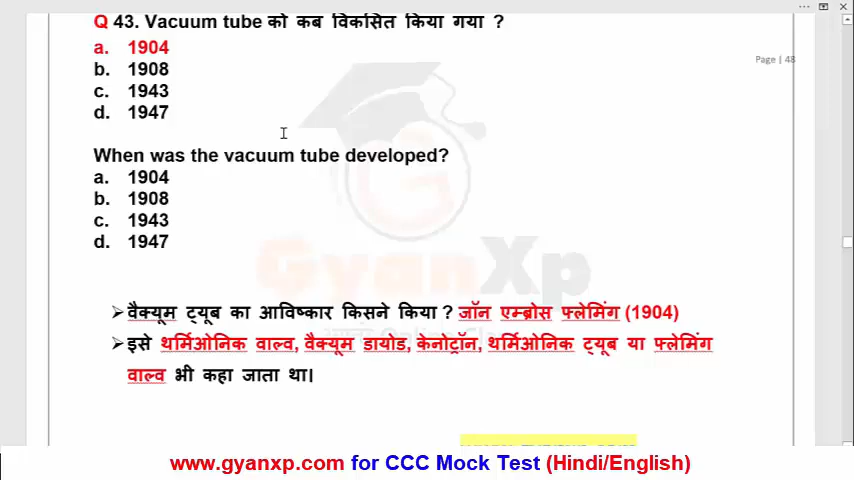 Q 43. Vacuum tube को कब विकसित किया गया ?
a. 1904
Page | 48
b. 1908
c. 1943
d. 1947
When was the vacuum tube developed?
a. 1904
b. 1908
c. 1943
d. 1947
GyanXp
➢वैक्यूम ट्यूब का आविष्कार किसने किया ? जॉन एम्ब्रोस फ्लेमिंग (1904)
➢इसे थर्मिओनिक वाल्व, वैक्यूम डायोड, केनोट्रॉन, थर्मिओनिक ट्यूब या फ्लेमिंग
वाल्व भी कहा जाता था।
www.gyanxp.com for CCC Mock Test (Hindi/English)